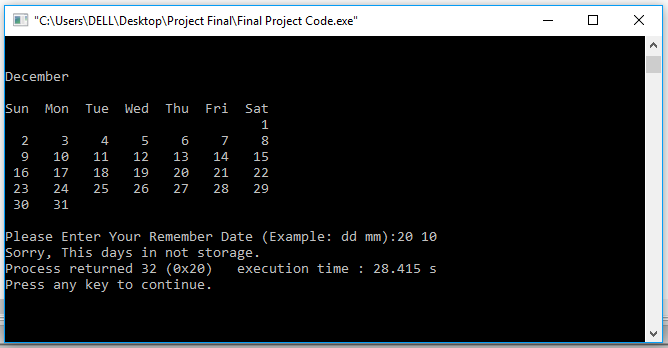 "C:\Users\DELL\Desktop\Project Final\Final Project Code.exe"
December
Sun Mon Tue Wed Thu Fri Sat
1
2 3 4 5 6 7 8
9 10 11 12 13 14 15
16 17 18 19 20 21 22
23 24 25 26 27 28 29
30 31
Please Enter Your Remember Date (Example: dd mm):20 10
Sorry, This days in not storage.
Process returned 32 (0x20) execution time : 28.415 s
Press any key to continue.